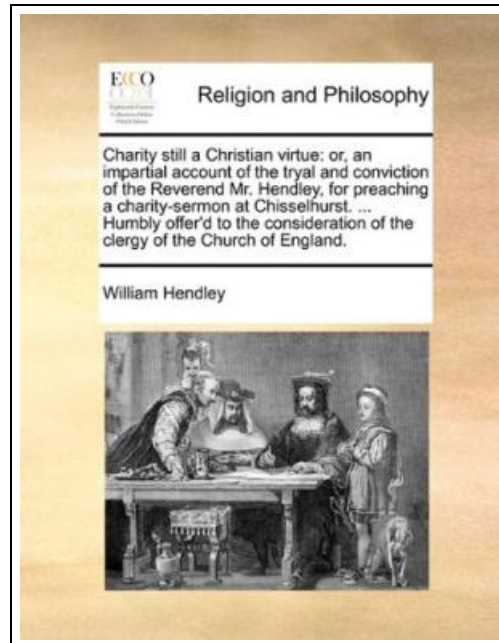 ECCO
Religion and Philosophy
Charity still a Christian virtue: or, an
impartial account of the tryal and conviction
of the Reverend Mr. Hendley, for preaching
a charity-sermon at Chisselhurst. ...
Humbly offer'd to the consideration of the
clergy of the Church of England.
William Hendley